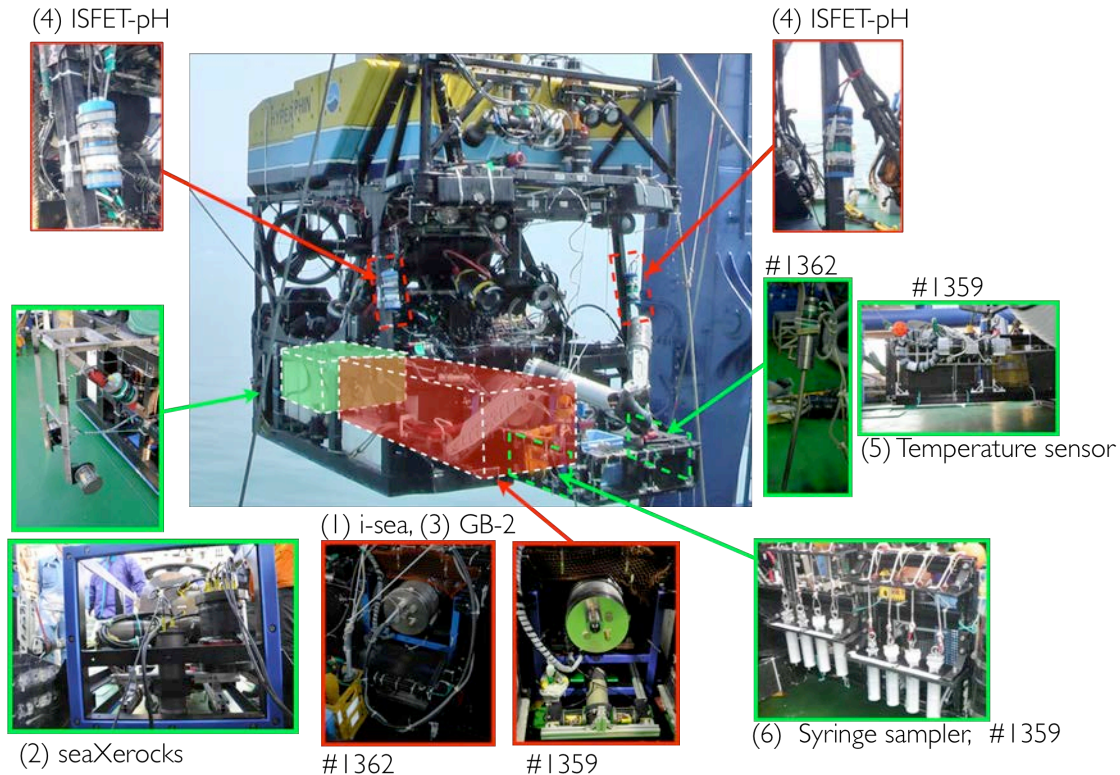 (4) ISFET-pH
(4) ISFET-pH
HYPER-DOLPHIN
#1362
#1359
(5) Temperature sensor
(1) i-sea, (3) GB-2
(2) seaXerocks
#1362
#1359
(6) Syringe sampler, #1359